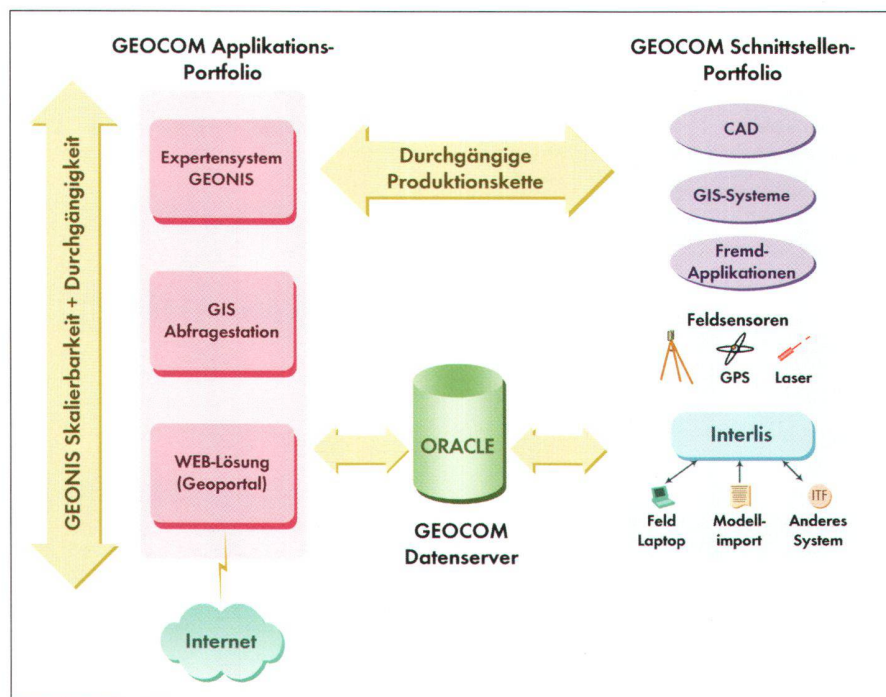 GEOCOM Applikations-
Portfolio
GEOCOM Schnittstellen-
Portfolio
GEONIS Skalierbarkeit + Durchgängigkeit
Expertensystem
GEONIS
Durchgängige
Produktionskette
CAD
GIS-Systeme
Fremd-
Applikationen
GIS
Abfragestation
Feldsensoren
GPS
Laser
WEB-Lösung
(Geoportal)
ORACLE
GEOCOM
Datenserver
Interlis
ITF
Feld
Laptop
Modell-
import
Anderes
System
Internet